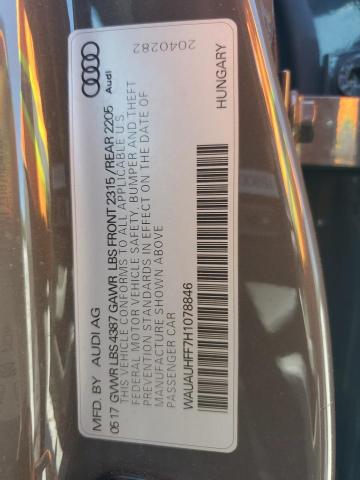 MFD. BY AUDI AG
05 17 GVWR LBS 4387 GAWR LBS FRONT 2315 /REAR 2205
THIS VEHICLE CONFORMS TO ALL APPLICABLE U.S.
FEDERAL MOTOR VEHICLE SAFETY, BUMPER AND THEFT
PREVENTION STANDARDS IN EFFECT ON THE DATE OF
MANUFACTURE SHOWN ABOVE
PASSENGER CAR
WAUAUHFF7H1078846
HUNGARY
Audi
2040282